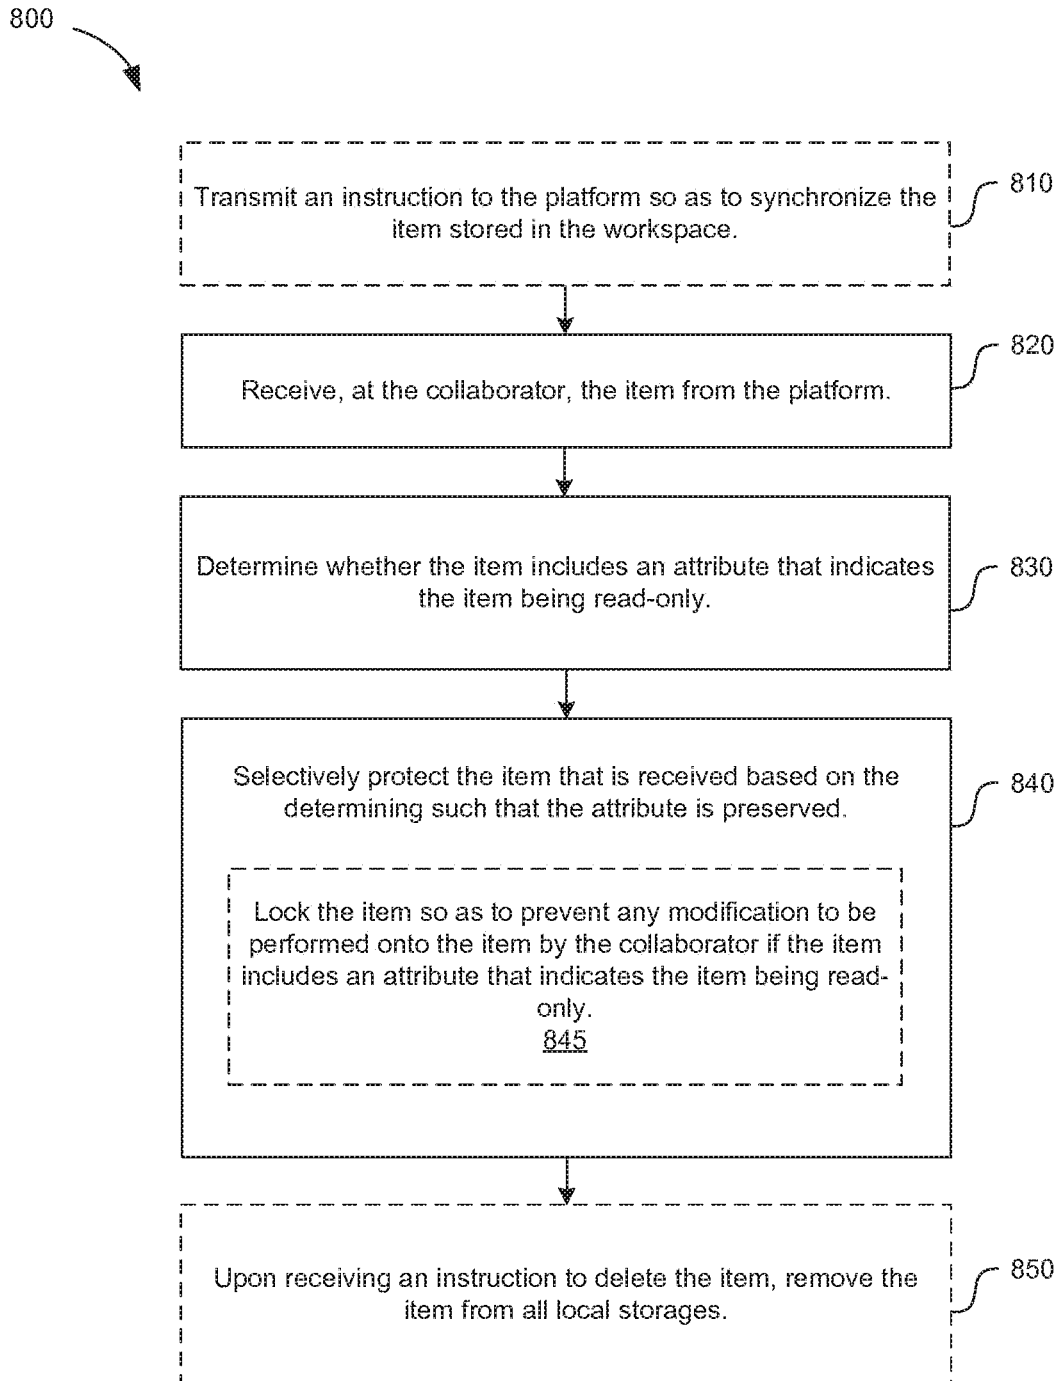 800
Transmit an instruction to the platform so as to synchronize the
item stored in the workspace.
810
Receive, at the collaborator, the item from the platform.
820
Determine whether the item includes an attribute that indicates
the item being read-only.
830
Selectively protect the item that is received based on the
determining such that the attribute is preserved.
840
Lock the item so as to prevent any modification to be
performed onto the item by the collaborator if the item
includes an attribute that indicates the item being read-
only.
845
Upon receiving an instruction to delete the item, remove the
item from all local storages.
850